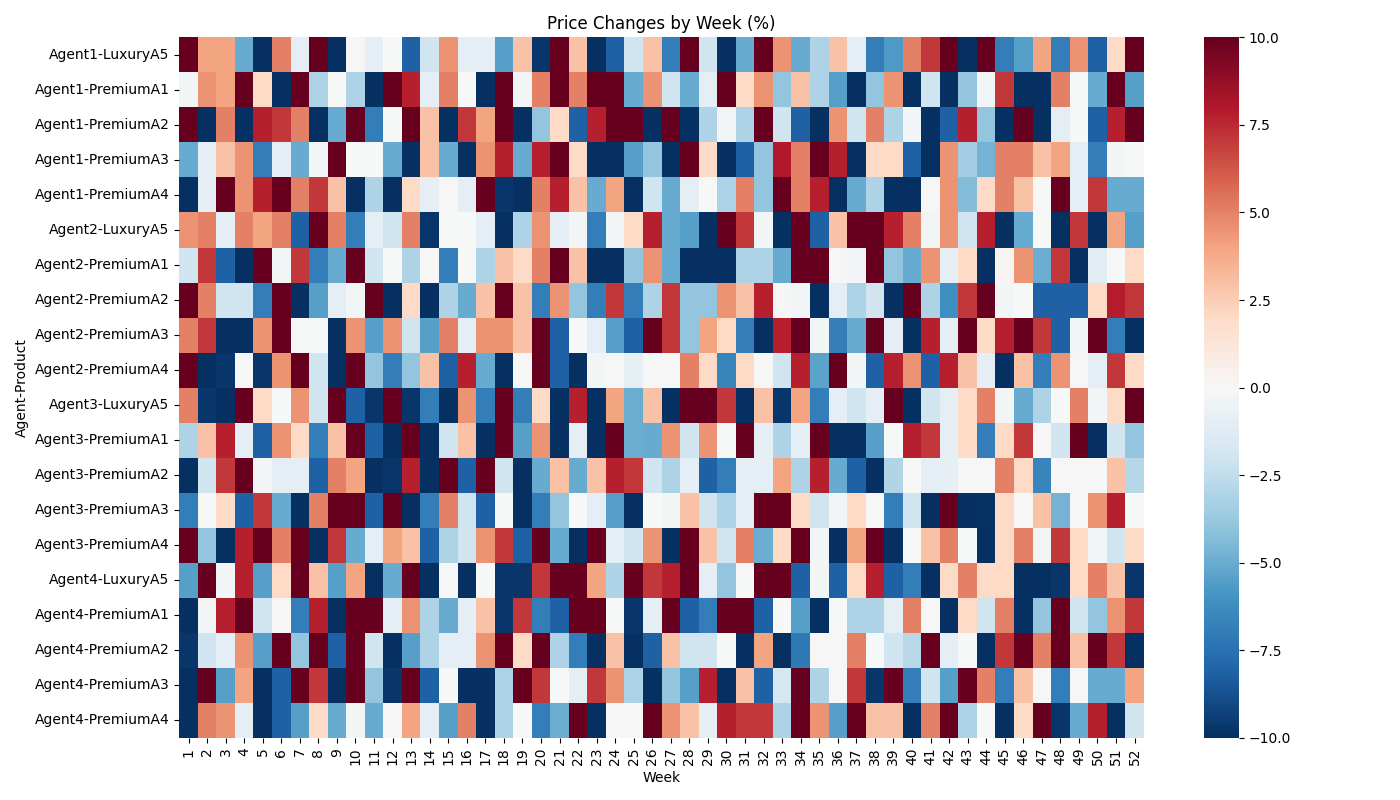 Price Changes by Week (%)
Agent-Product
Agent1-LuxuryA5
Agent1-PremiumA1
Agent1-PremiumA2
Agent1-PremiumA3
Agent1-PremiumA4
Agent2-LuxuryA5
Agent2-PremiumA1
Agent2-PremiumA2
Agent2-PremiumA3
Agent2-PremiumA4
Agent3-LuxuryA5
Agent3-PremiumA1
Agent3-PremiumA2
Agent3-PremiumA3
Agent3-PremiumA4
Agent4-LuxuryA5
Agent4-PremiumA1
Agent4-PremiumA2
Agent4-PremiumA3
Agent4-PremiumA4
1 2 3 4 5 6 7 8 9 10 11 12 13 14 15 16 17 18 19 20 21 22 23 24 25 26 27 28 29 30 31 32 33 34 35 36 37 38 39 40 41 42 43 44 45 46 47 48 49 50 51 52
Week
10.0
7.5
5.0
2.5
0.0
−2.5
−5.0
−7.5
−10.0